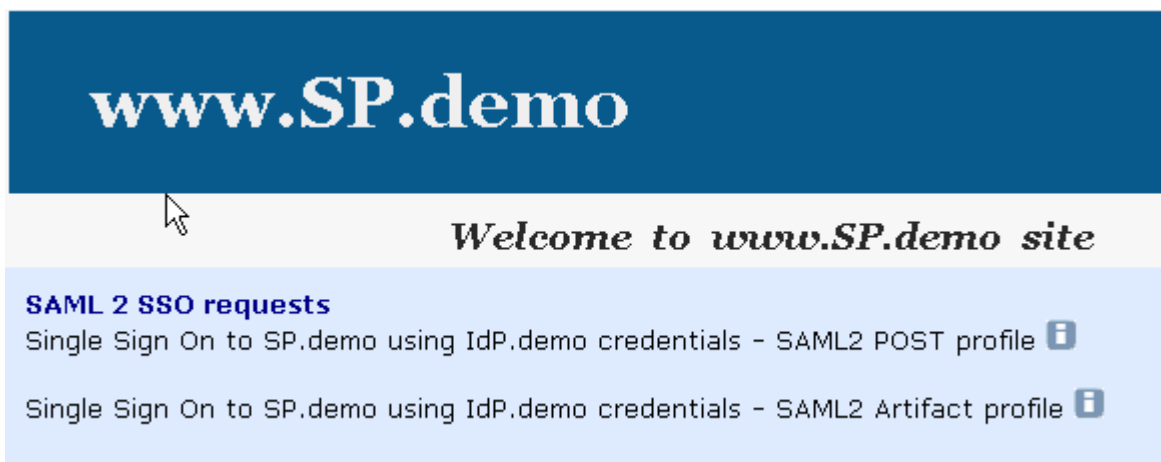 www.SP.demo
Welcome to www.SP.demo site
SAML 2 SSO requests
Single Sign On to SP.demo using IdP.demo credentials - SAML2 POST profile
Single Sign On to SP.demo using IdP.demo credentials - SAML2 Artifact profile